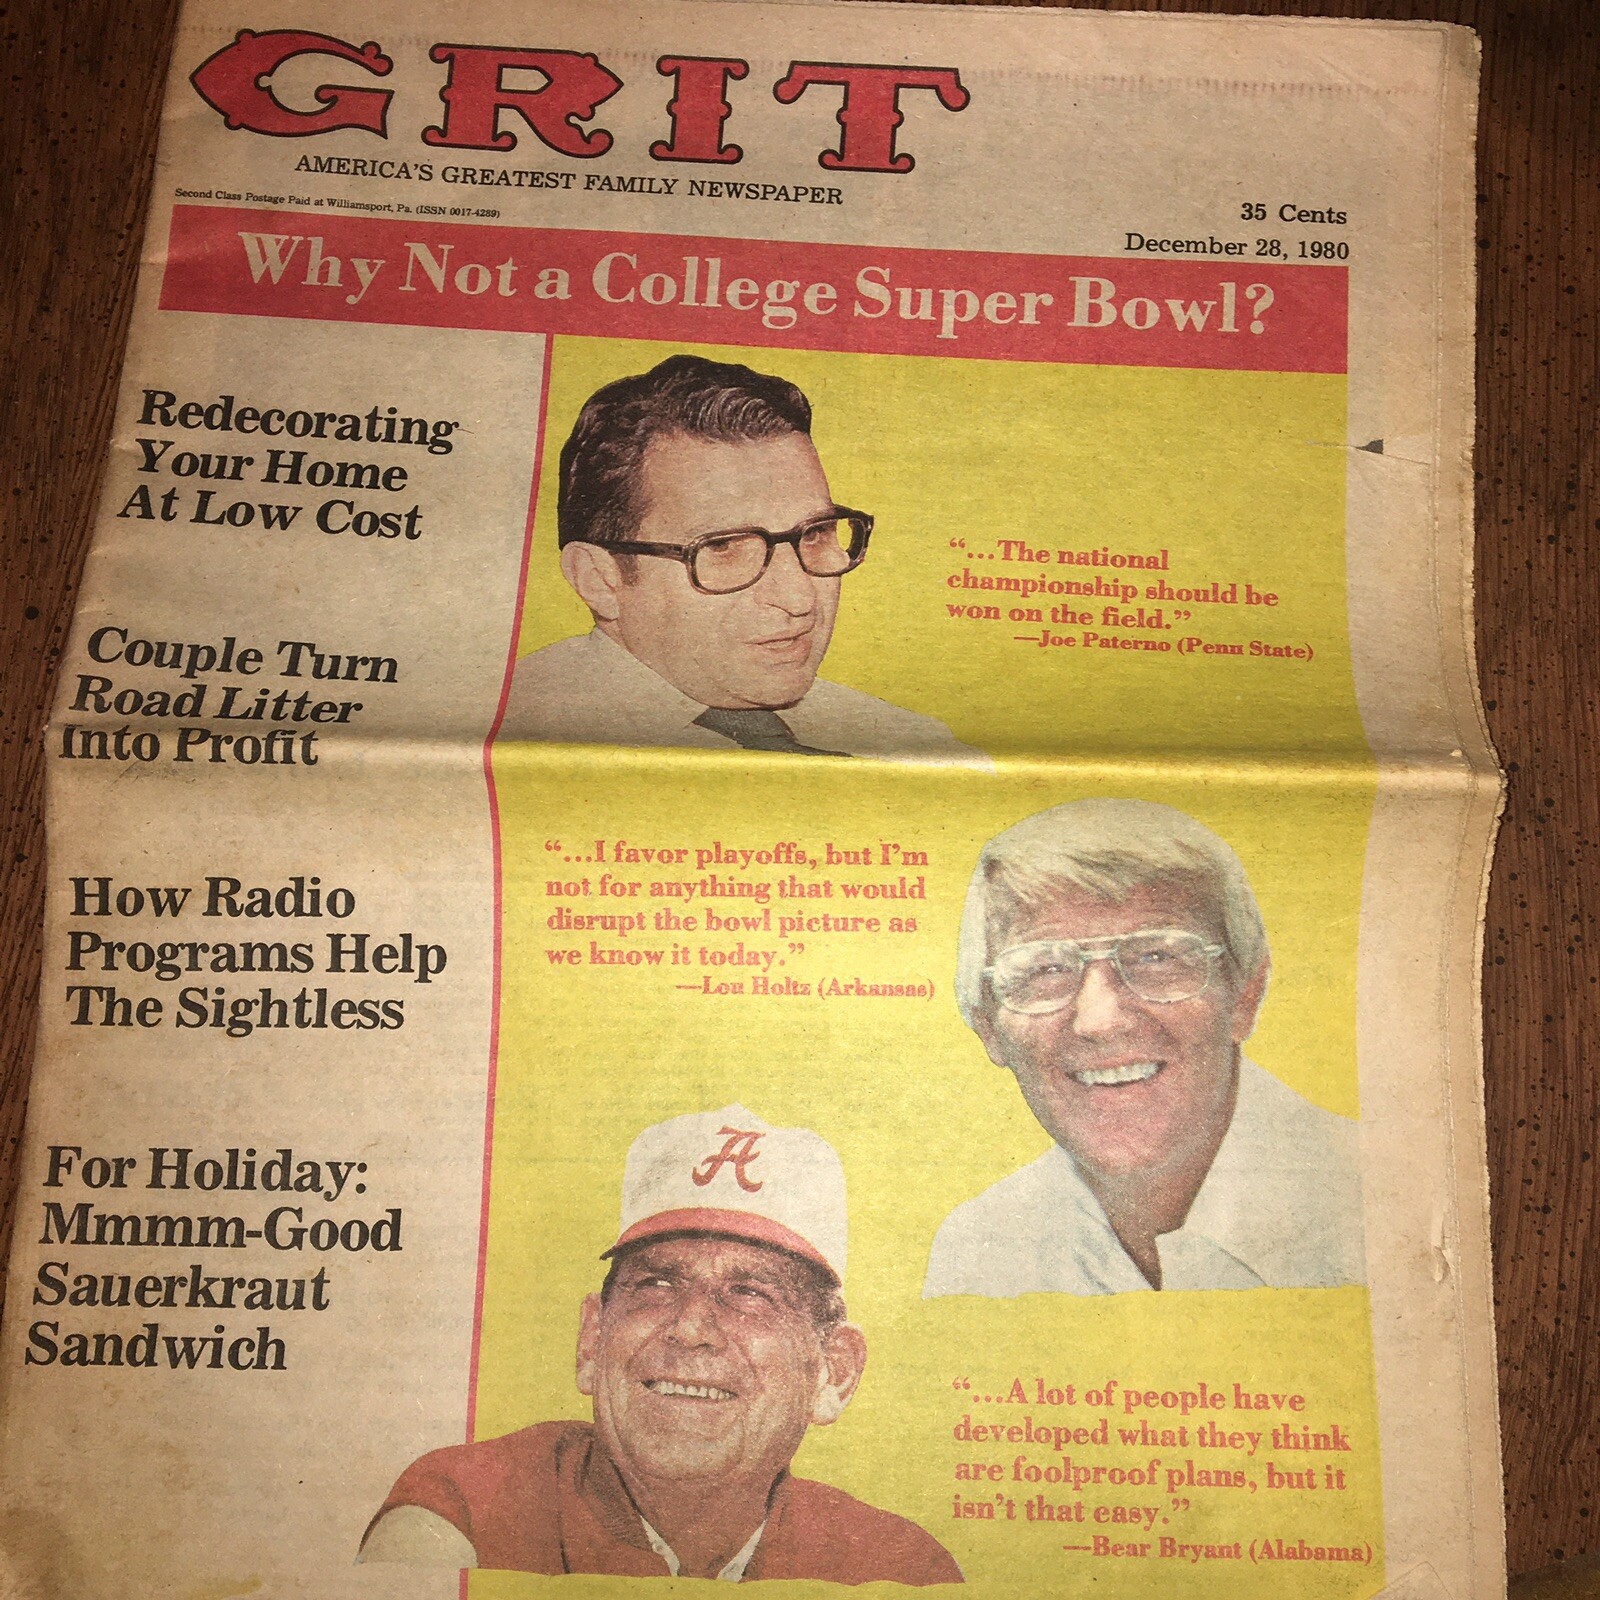 GRIT
AMERICA'S GREATEST FAMILY NEWSPAPER
Second Class Postage Paid at Williamsport, Pa. (ISSN 0017-4289)
35 Cents
December 28, 1980
Why Not a College Super Bowl?
Redecorating
Your Home
At Low Cost
Couple Turn
Road Litter
Into Profit
How Radio
Programs Help
The Sightless
For Holiday:
Mmmm-Good
Sauerkraut
Sandwich
“...The national
championship should be
won on the field.”
—Joe Paterno (Penn State)
“...I favor playoffs, but I'm
not for anything that would
disrupt the bowl picture as
we know it today.”
—Lou Holtz (Arkansas)
A
“...A lot of people have
developed what they think
are foolproof plans, but it
isn't that easy.”
—Bear Bryant (Alabama)